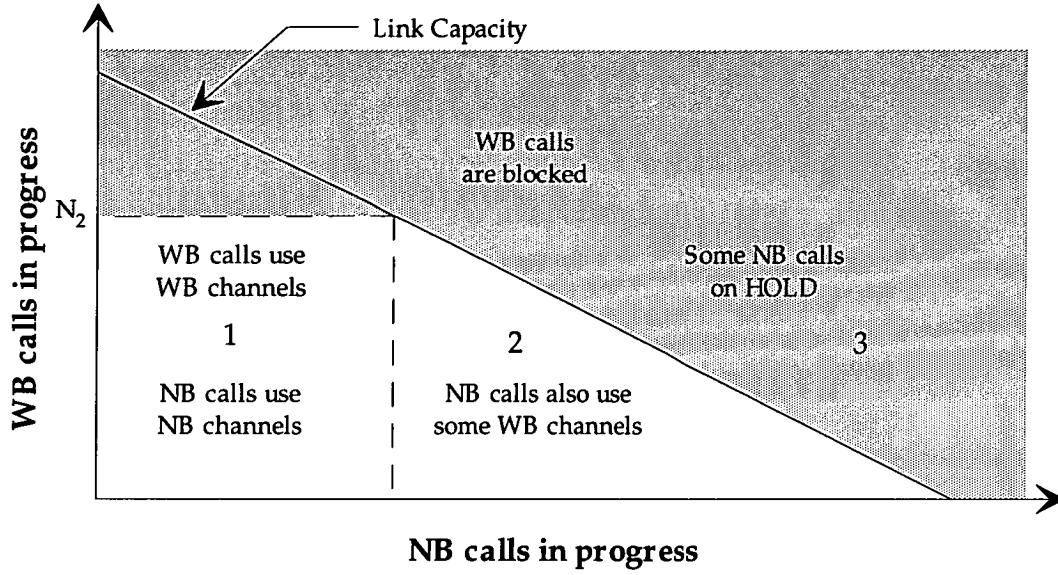 Link Capacity
WB calls
are blocked
WB calls in progress
N₂
WB calls use
WB channels
Some NB calls
on HOLD
1
2
3
NB calls use
NB channels
NB calls also use
some WB channels
NB calls in progress